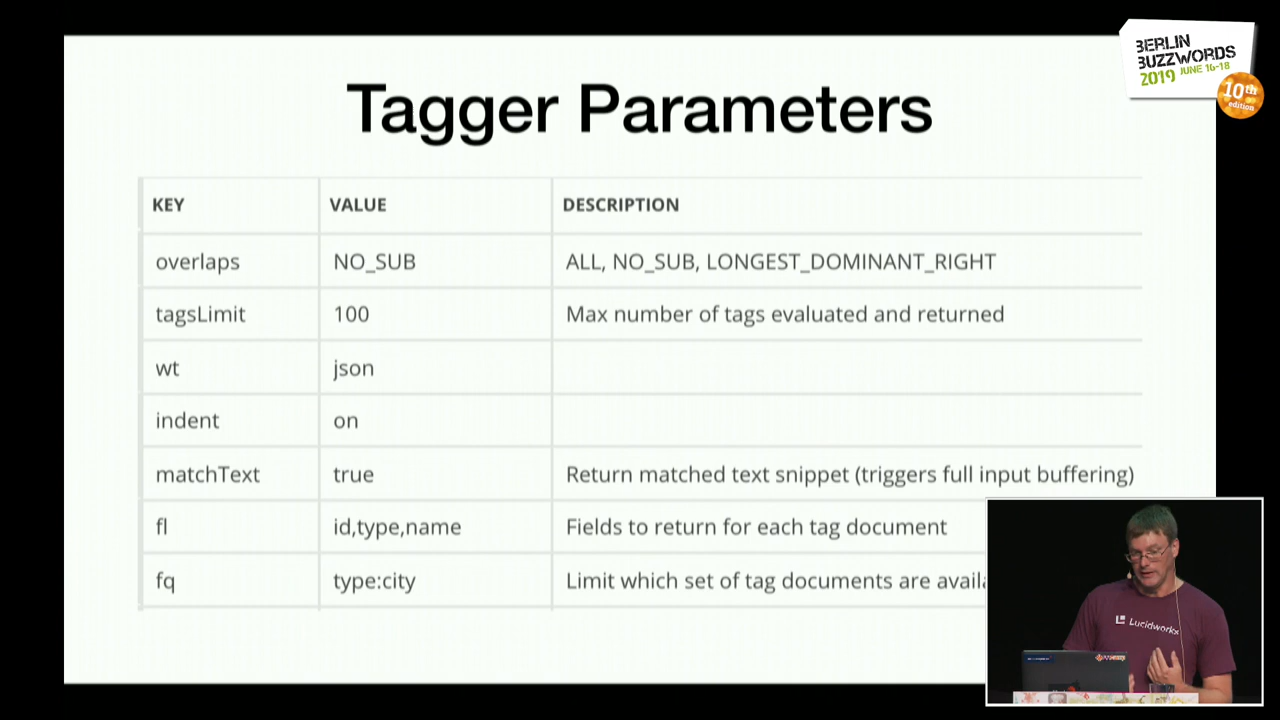 BERLIN
BUZZWORDS
2019 JUNE 16-18
10th
edition
Tagger Parameters
KEY VALUE DESCRIPTION
overlaps NO_SUB ALL, NO_SUB, LONGEST_DOMINANT_RIGHT
tagsLimit 100 Max number of tags evaluated and returned
wt json
indent on
matchText true Return matched text snippet (triggers full input buffering)
fl id,type,name Fields to return for each tag document
fq type:city Limit which set of tag documents are
Lucidworks